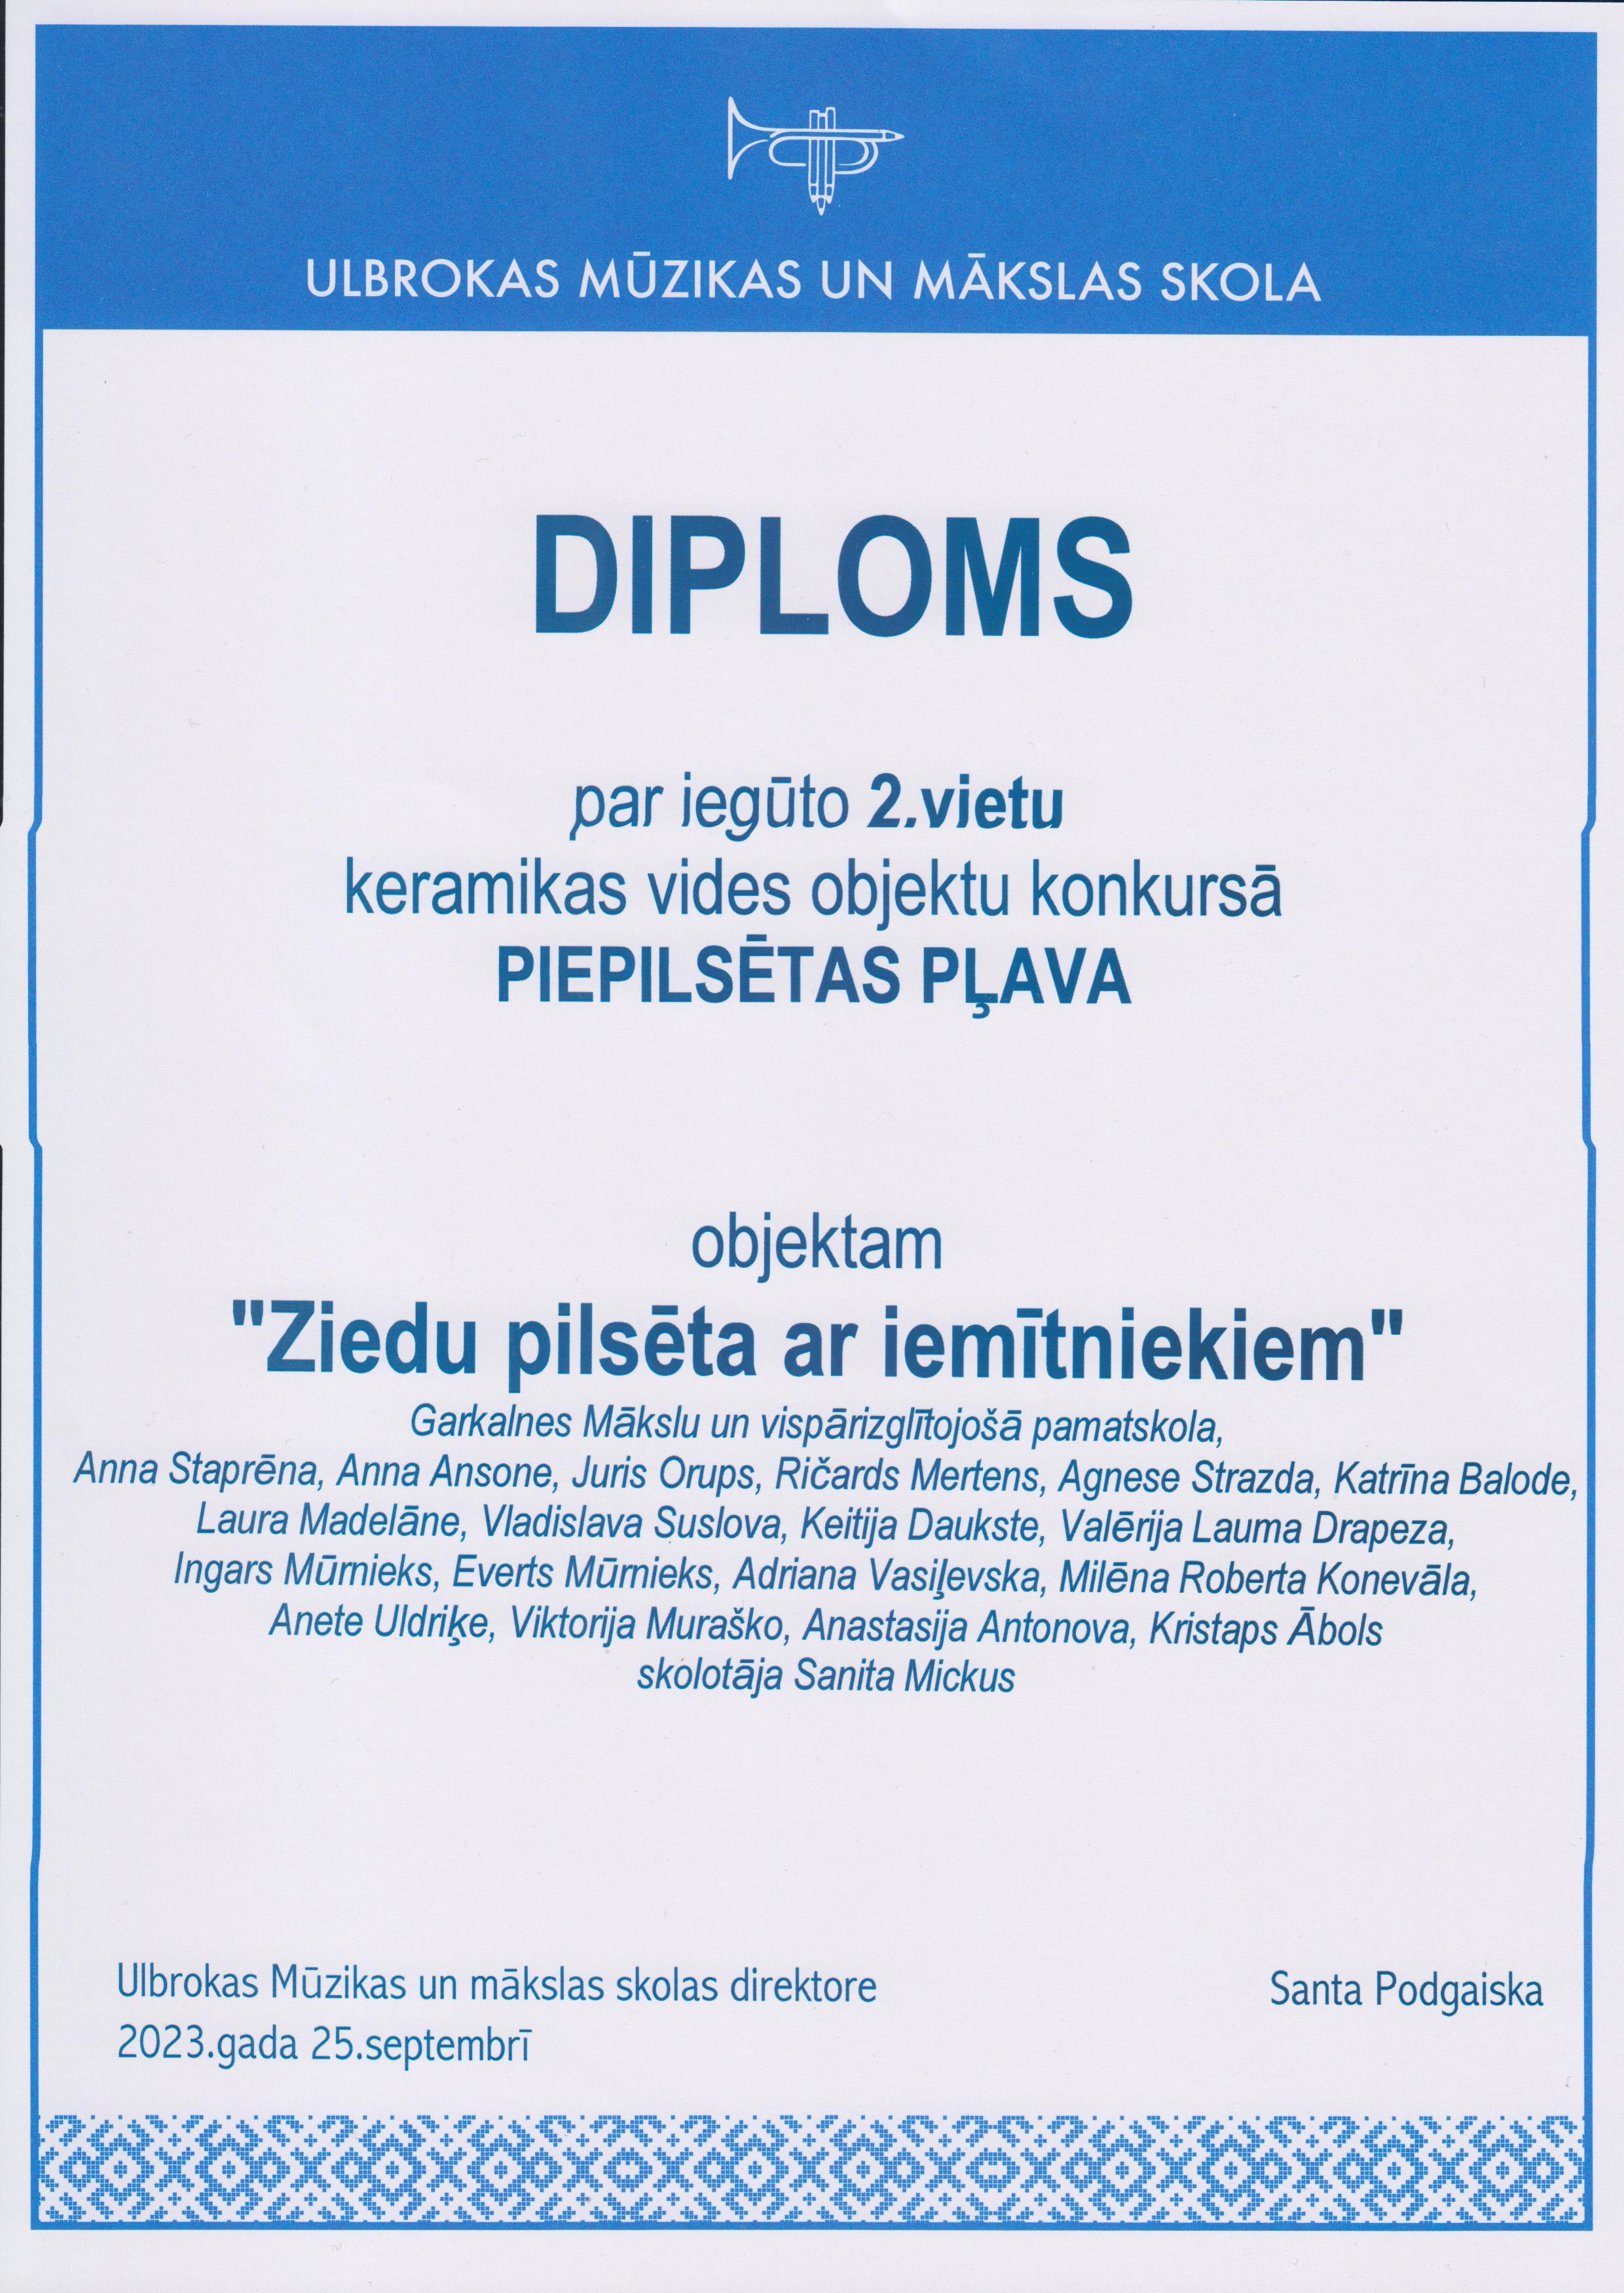 ULBROKAS MŪZIKAS UN MĀKSLAS SKOLA
DIPLOMS
par iegūto 2.vietu
keramikas vides objektu konkursā
PIEPILSĒTAS PĻAVA
objektam
"Ziedu pilsēta ar iemītniekiem"
Garkalnes Mākslu un vispārizglītojošā pamatskola,
Anna Staprēna, Anna Ansone, Juris Orups, Ričards Mertens, Agnese Strazda, Katrīna Balode,
Laura Madelāne, Vladislava Suslova, Keitija Daukste, Valērija Lauma Drapeza,
Ingars Mūrnieks, Everts Mūrnieks, Adriana Vasiļevska, Milēna Roberta Konevāla,
Anete Uldriķe, Viktorija Muraško, Anastasija Antonova, Kristaps Ābols
skolotāja Sanita Mickus
Ulbrokas Mūzikas un mākslas skolas direktore Santa Podgaiska
2023.gada 25.septembrī